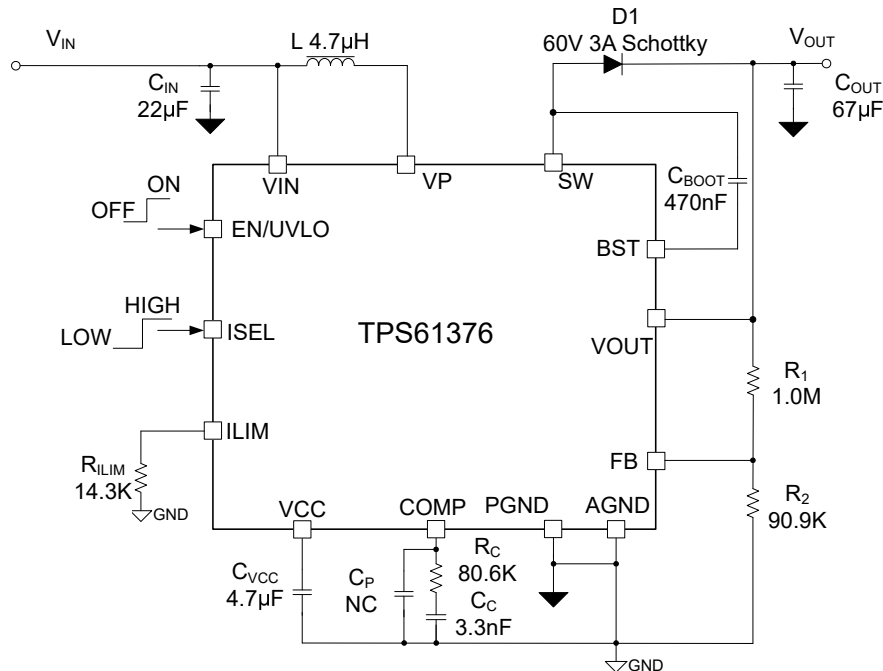 D1
60V 3A Schottky
VIN
L 4.7µH
VOUT
CIN
22µF
COUT
67µF
VIN
VP
SW
CBOOT
470nF
ON
OFF
EN/UVLO
BST
HIGH
LOW
ISEL
TPS61376
VOUT
R1
1.0M
ILIM
RILIM
14.3K
GND
FB
R2
90.9K
VCC
COMP
PGND
AGND
CVCC
4.7µF
CP
NC
RC
80.6K
CC
3.3nF
GND